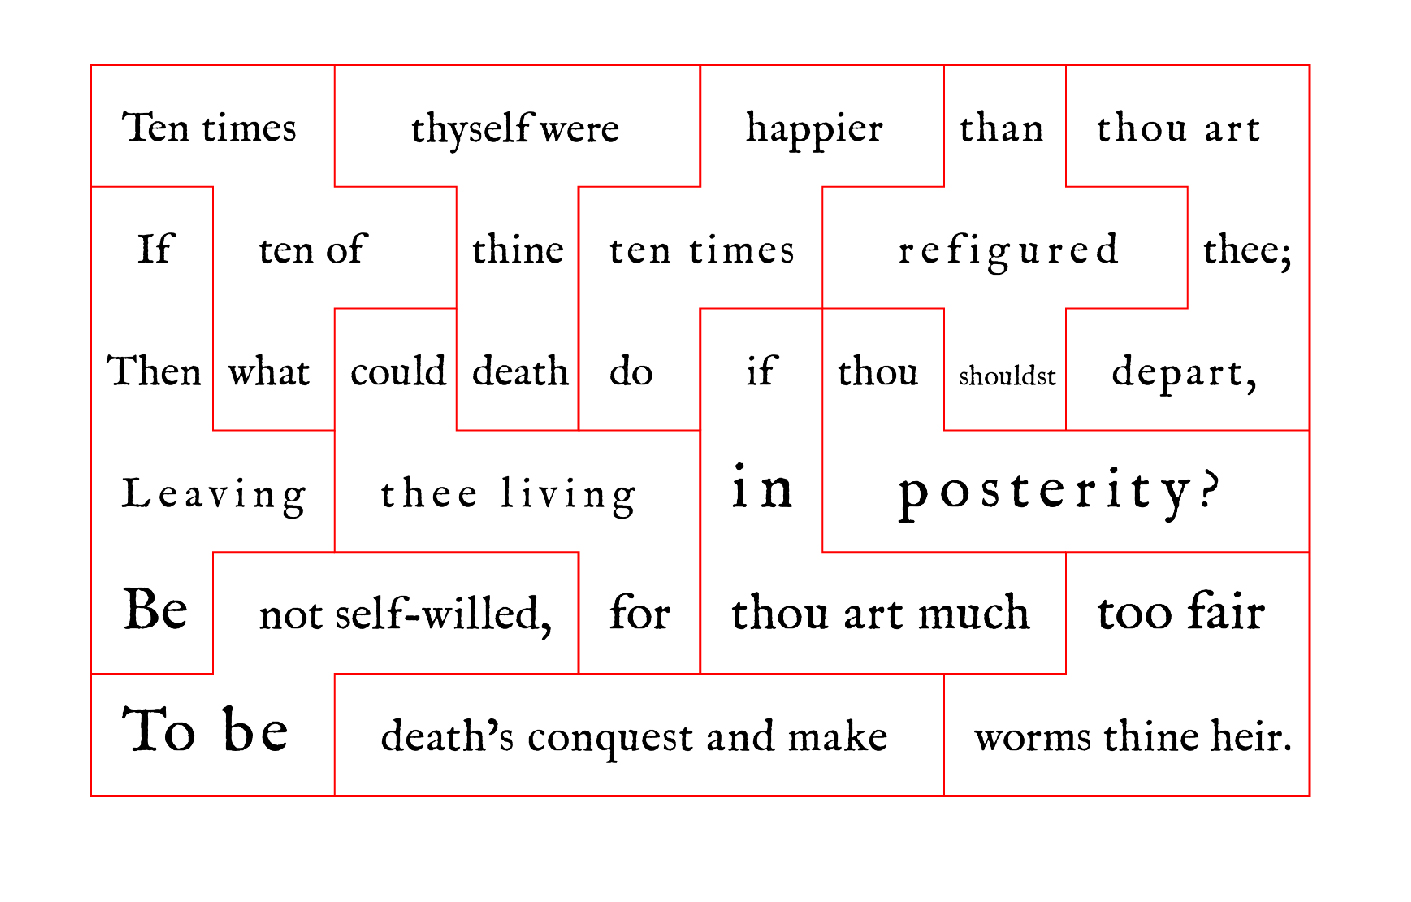 Ten times thyself were happier than thou art
If ten of thine ten times refigured thee;
Then what could death do if thou shouldst depart,
Leaving thee living in posterity?
Be not self-willed, for thou art much too fair
To be death's conquest and make worms thine heir.